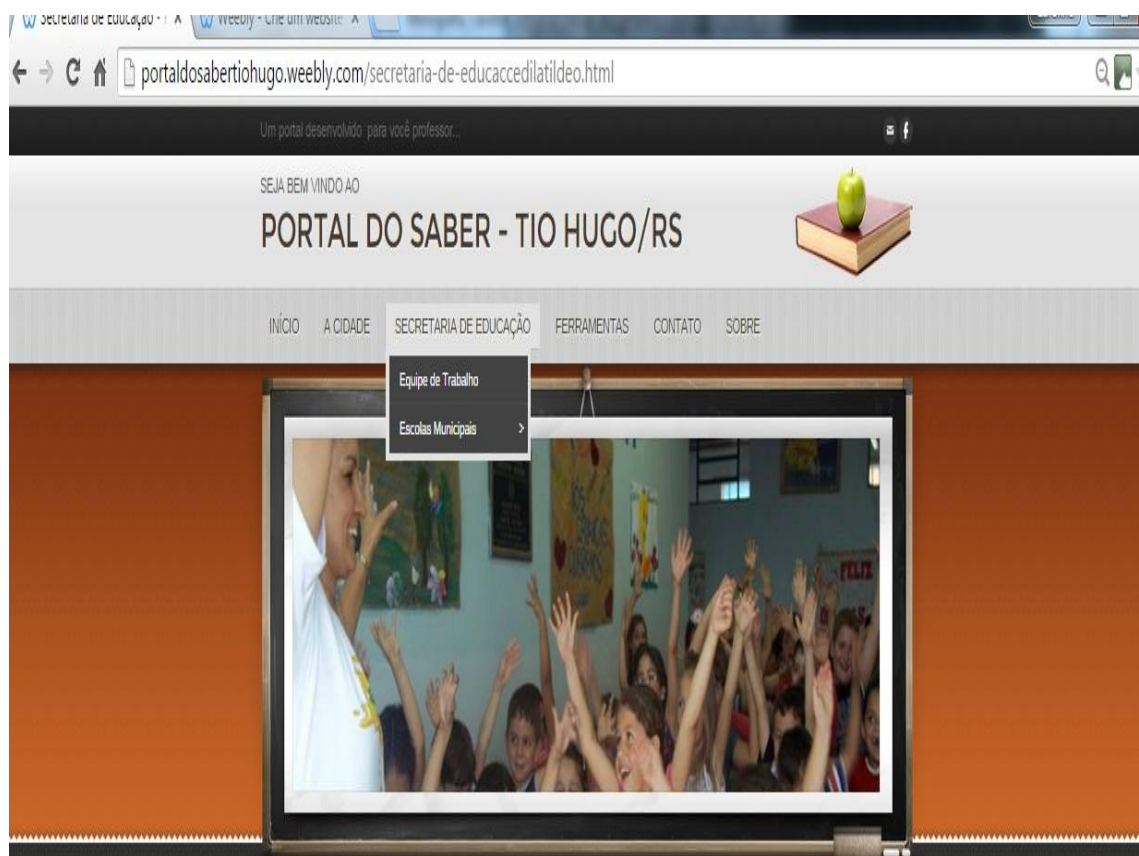 Secretaria de Educação -
Weebly - Crie um website
portaldosabertiohugo.weebly.com/secretaria-de-educaccedilatildeo.html
Um portal desenvolvido para você professor...
SEJA BEM VINDO AO
PORTAL DO SABER - TIO HUGO/RS
INÍCIO A CIDADE SECRETARIA DE EDUCAÇÃO FERRAMENTAS CONTATO SOBRE
Equipe de Trabalho
Escolas Municipais >
FELIZ